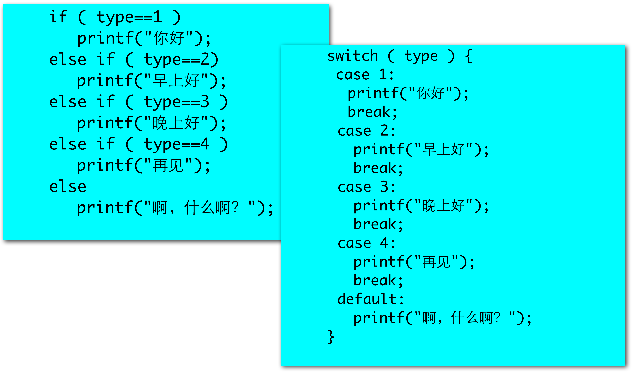 if ( type==1 )
printf("你好");
else if ( type==2)
printf("早上好");
else if ( type==3 )
printf("晚上好");
else if ( type==4 )
printf("再见");
else
printf("啊，什么啊？");
switch ( type ) {
case 1:
printf("你好");
break;
case 2:
printf("早上好");
break;
case 3:
printf("晚上好");
break;
case 4:
printf("再见");
break;
default:
printf("啊，什么啊？");
}